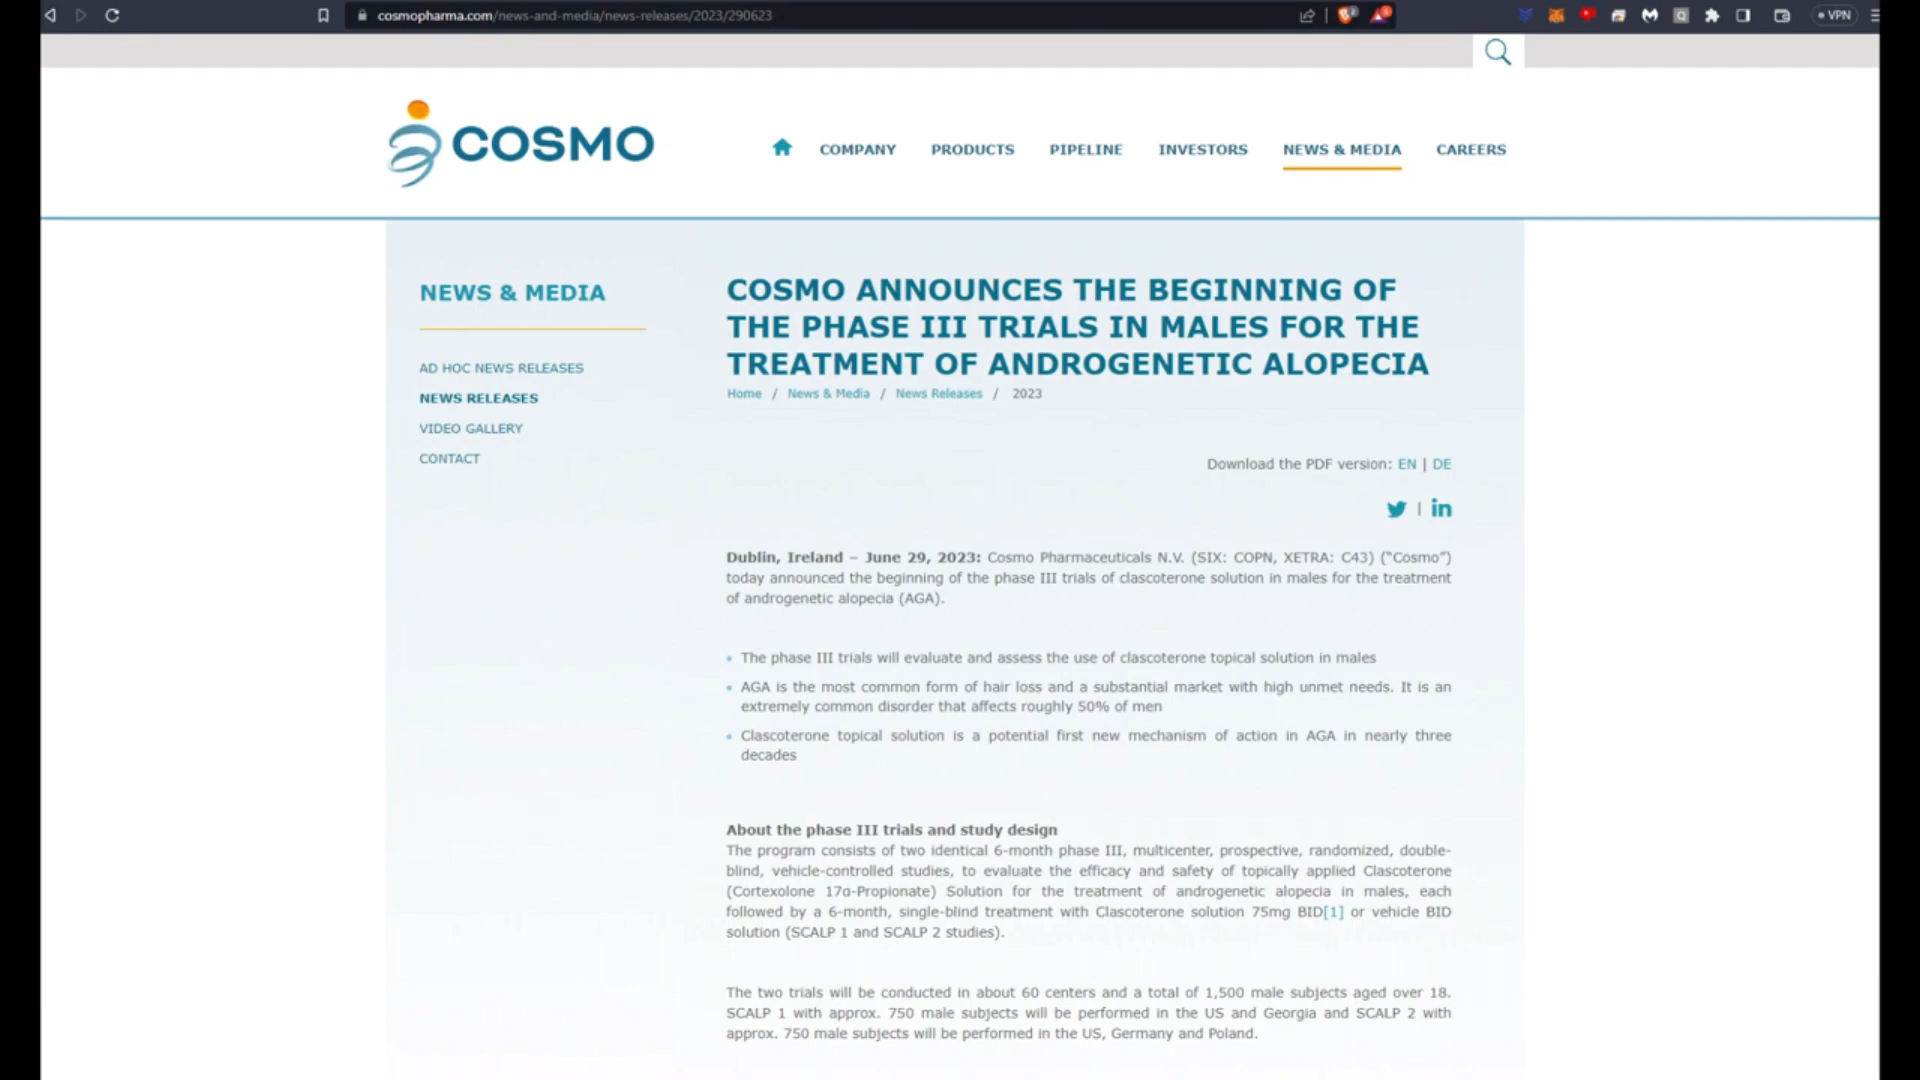 cosmopharma.com/news-and-media/news-releases/2023/290623
VPN
COSMO
COMPANY
PRODUCTS
PIPELINE
INVESTORS
NEWS & MEDIA
CAREERS
NEWS & MEDIA
AD HOC NEWS RELEASES
NEWS RELEASES
VIDEO GALLERY
CONTACT
COSMO ANNOUNCES THE BEGINNING OF
THE PHASE III TRIALS IN MALES FOR THE
TREATMENT OF ANDROGENETIC ALOPECIA
Home / News & Media / News Releases / 2023
Download the PDF version: EN | DE
Dublin, Ireland – June 29, 2023: Cosmo Pharmaceuticals N.V. (SIX: COPN, XETRA: C43) (“Cosmo”)
today announced the beginning of the phase III trials of clascoterone solution in males for the treatment
of androgenetic alopecia (AGA).
• The phase III trials will evaluate and assess the use of clascoterone topical solution in males
• AGA is the most common form of hair loss and a substantial market with high unmet needs. It is an
extremely common disorder that affects roughly 50% of men
• Clascoterone topical solution is a potential first new mechanism of action in AGA in nearly three
decades
About the phase III trials and study design
The program consists of two identical 6-month phase III, multicenter, prospective, randomized, double-
blind, vehicle-controlled studies, to evaluate the efficacy and safety of topically applied Clascoterone
(Cortexolone 17α-Propionate) Solution for the treatment of androgenetic alopecia in males, each
followed by a 6-month, single-blind treatment with Clascoterone solution 75mg BID[1] or vehicle BID
solution (SCALP 1 and SCALP 2 studies).
The two trials will be conducted in about 60 centers and a total of 1,500 male subjects aged over 18.
SCALP 1 with approx. 750 male subjects will be performed in the US and Georgia and SCALP 2 with
approx. 750 male subjects will be performed in the US, Germany and Poland.